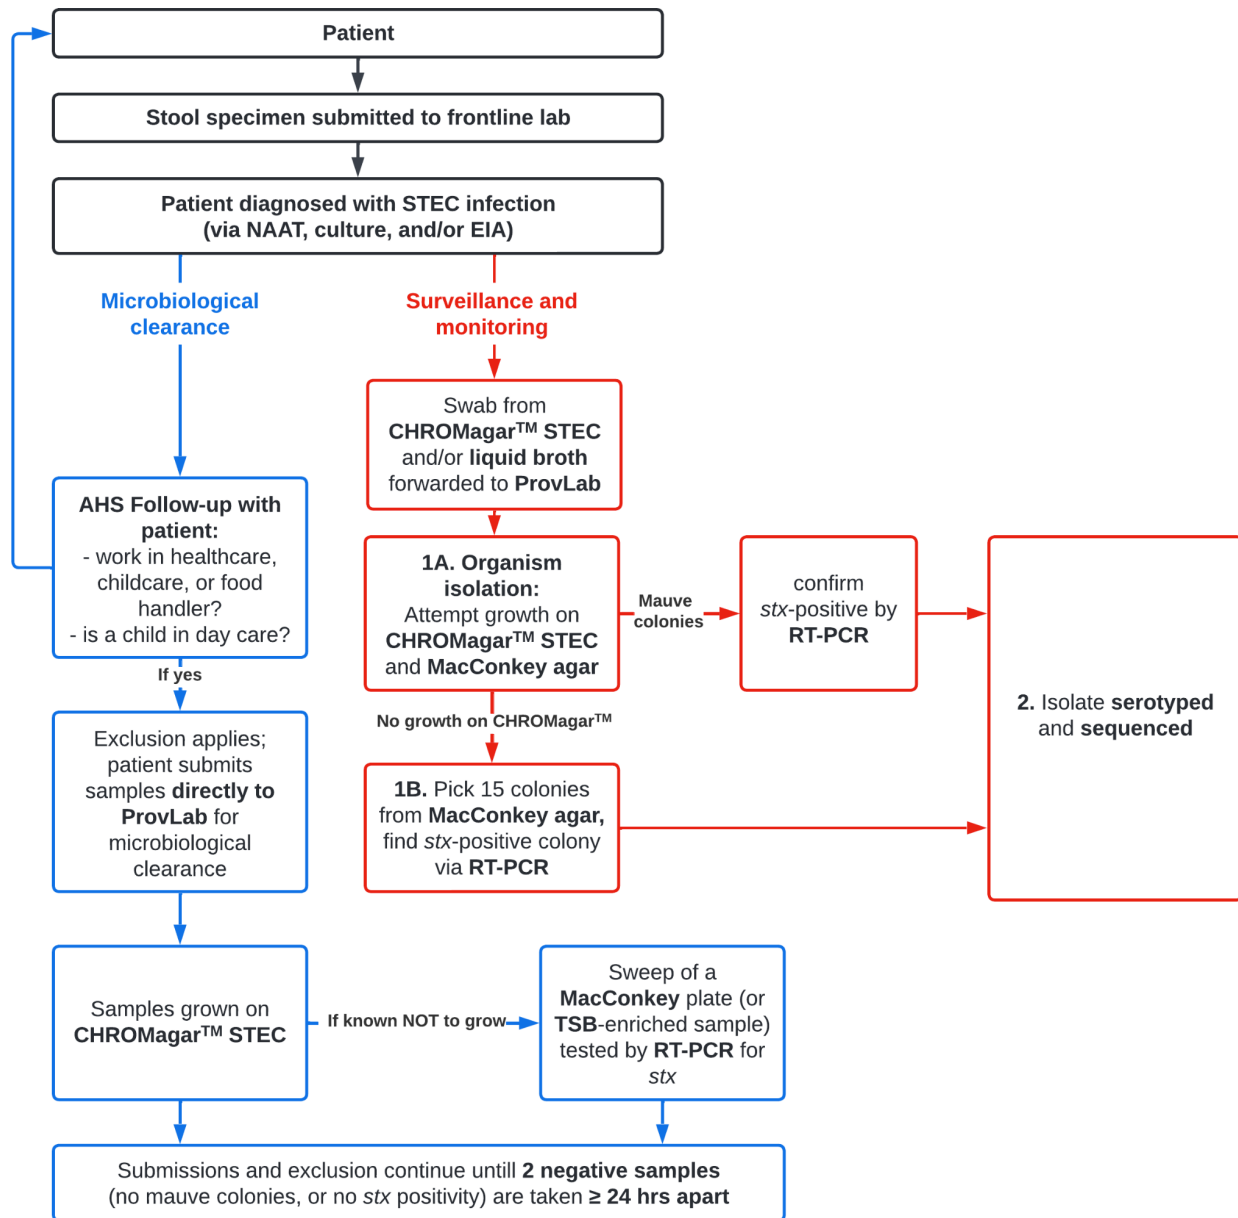 Patient
Stool specimen submitted to frontline lab
Patient diagnosed with STEC infection
(via NAAT, culture, and/or EIA)
Microbiological
clearance
Surveillance and
monitoring
Swab from
CHROMagar™ STEC
and/or liquid broth
forwarded to ProvLab
AHS Follow-up with
patient:
- work in healthcare,
childcare, or food
handler?
- is a child in day care?
1A. Organism
isolation:
Attempt growth on
CHROMagar™ STEC
and MacConkey agar
Mauve
colonies
confirm
stx-positive by
RT-PCR
2. Isolate serotyped
and sequenced
If yes
No growth on CHROMagar™
Exclusion applies;
patient submits
samples directly to
ProvLab for
microbiological
clearance
1B. Pick 15 colonies
from MacConkey agar,
find stx-positive colony
via RT-PCR
Samples grown on
CHROMagar™ STEC
If known NOT to grow
Sweep of a
MacConkey plate (or
TSB-enriched sample)
tested by RT-PCR for
stx
Submissions and exclusion continue untill 2 negative samples
(no mauve colonies, or no stx positivity) are taken ≥ 24 hrs apart